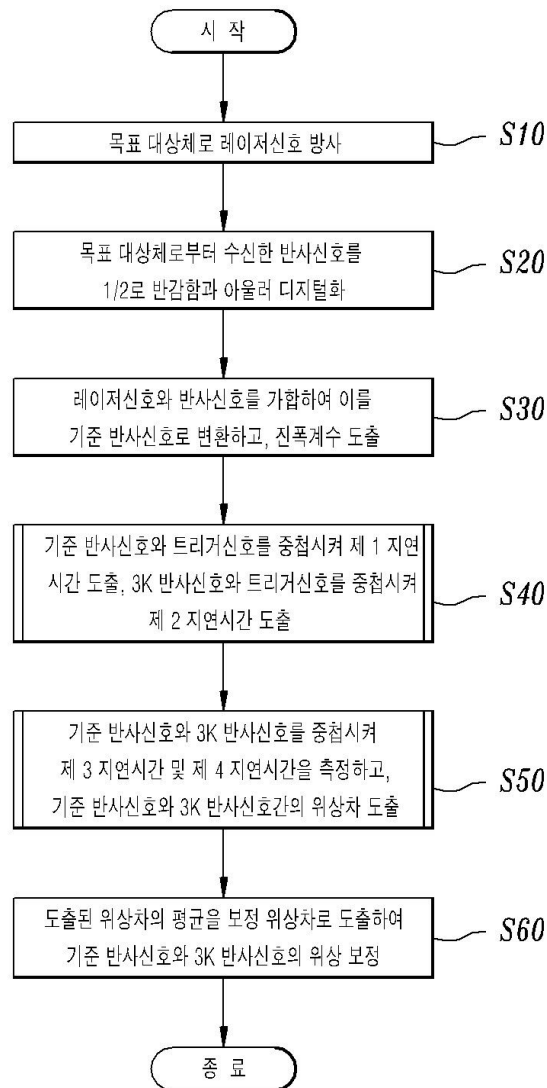 시 작
목표 대상체로 레이저신호 방사
S10
목표 대상체로부터 수신한 반사신호를
1/2로 반감함과 아울러 디지털화
S20
레이저신호와 반사신호를 가합하여 이를
기준 반사신호로 변환하고, 진폭계수 도출
S30
기준 반사신호와 트리거신호를 중첩시켜 제 1 지연
시간 도출, 3K 반사신호와 트리거신호를 중첩시켜
제 2 지연시간 도출
S40
기준 반사신호와 3K 반사신호를 중첩시켜
제 3 지연시간 및 제 4 지연시간을 측정하고,
기준 반사신호와 3K 반사신호간의 위상차 도출
S50
도출된 위상차의 평균을 보정 위상차로 도출하여
기준 반사신호와 3K 반사신호의 위상 보정
S60
종 료